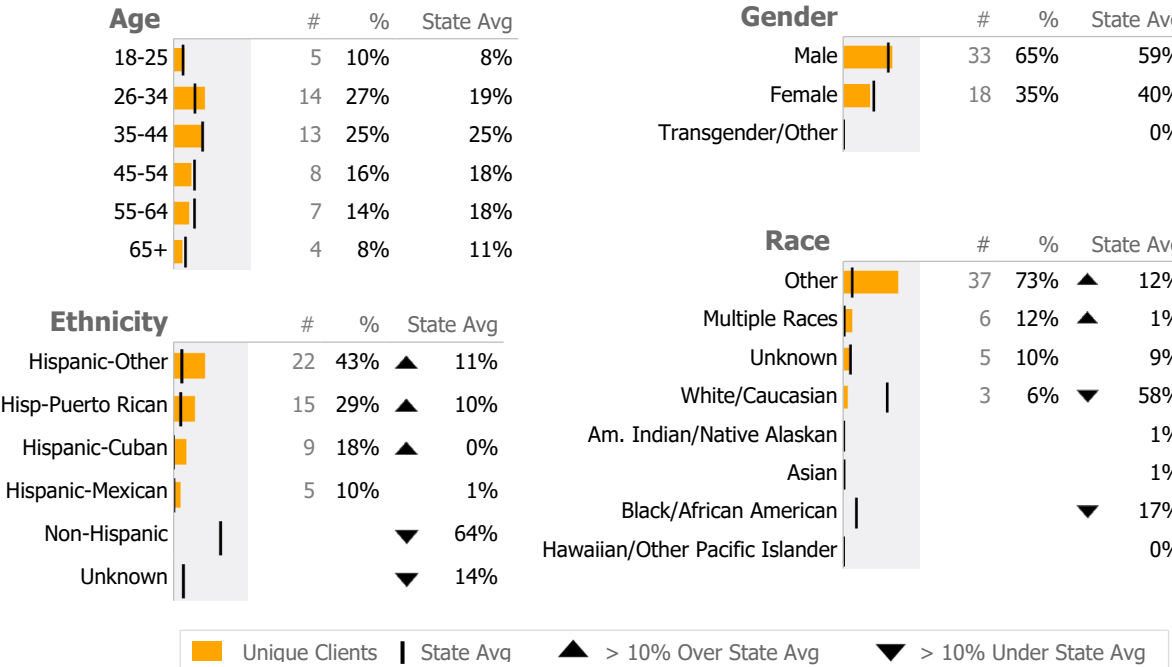 Age # % State Avg
18-25 5 10% 8%
26-34 14 27% 19%
35-44 13 25% 25%
45-54 8 16% 18%
55-64 7 14% 18%
65+ 4 8% 11%
Ethnicity # % State Avg
Hispanic-Other 22 43% ▲ 11%
Hisp-Puerto Rican 15 29% ▲ 10%
Hispanic-Cuban 9 18% ▲ 0%
Hispanic-Mexican 5 10% 1%
Non-Hispanic ▼ 64%
Unknown ▼ 14%
Gender # % State Avg
Male 33 65% 59%
Female 18 35% 40%
Transgender/Other 0%
Race # % State Avg
Other 37 73% ▲ 12%
Multiple Races 6 12% ▲ 1%
Unknown 5 10% 9%
White/Caucasian 3 6% ▼ 58%
Am. Indian/Native Alaskan 1%
Asian 1%
Black/African American ▼ 17%
Hawaiian/Other Pacific Islander 0%
Unique Clients State Avg ▲ > 10% Over State Avg ▼ > 10% Under State Avg